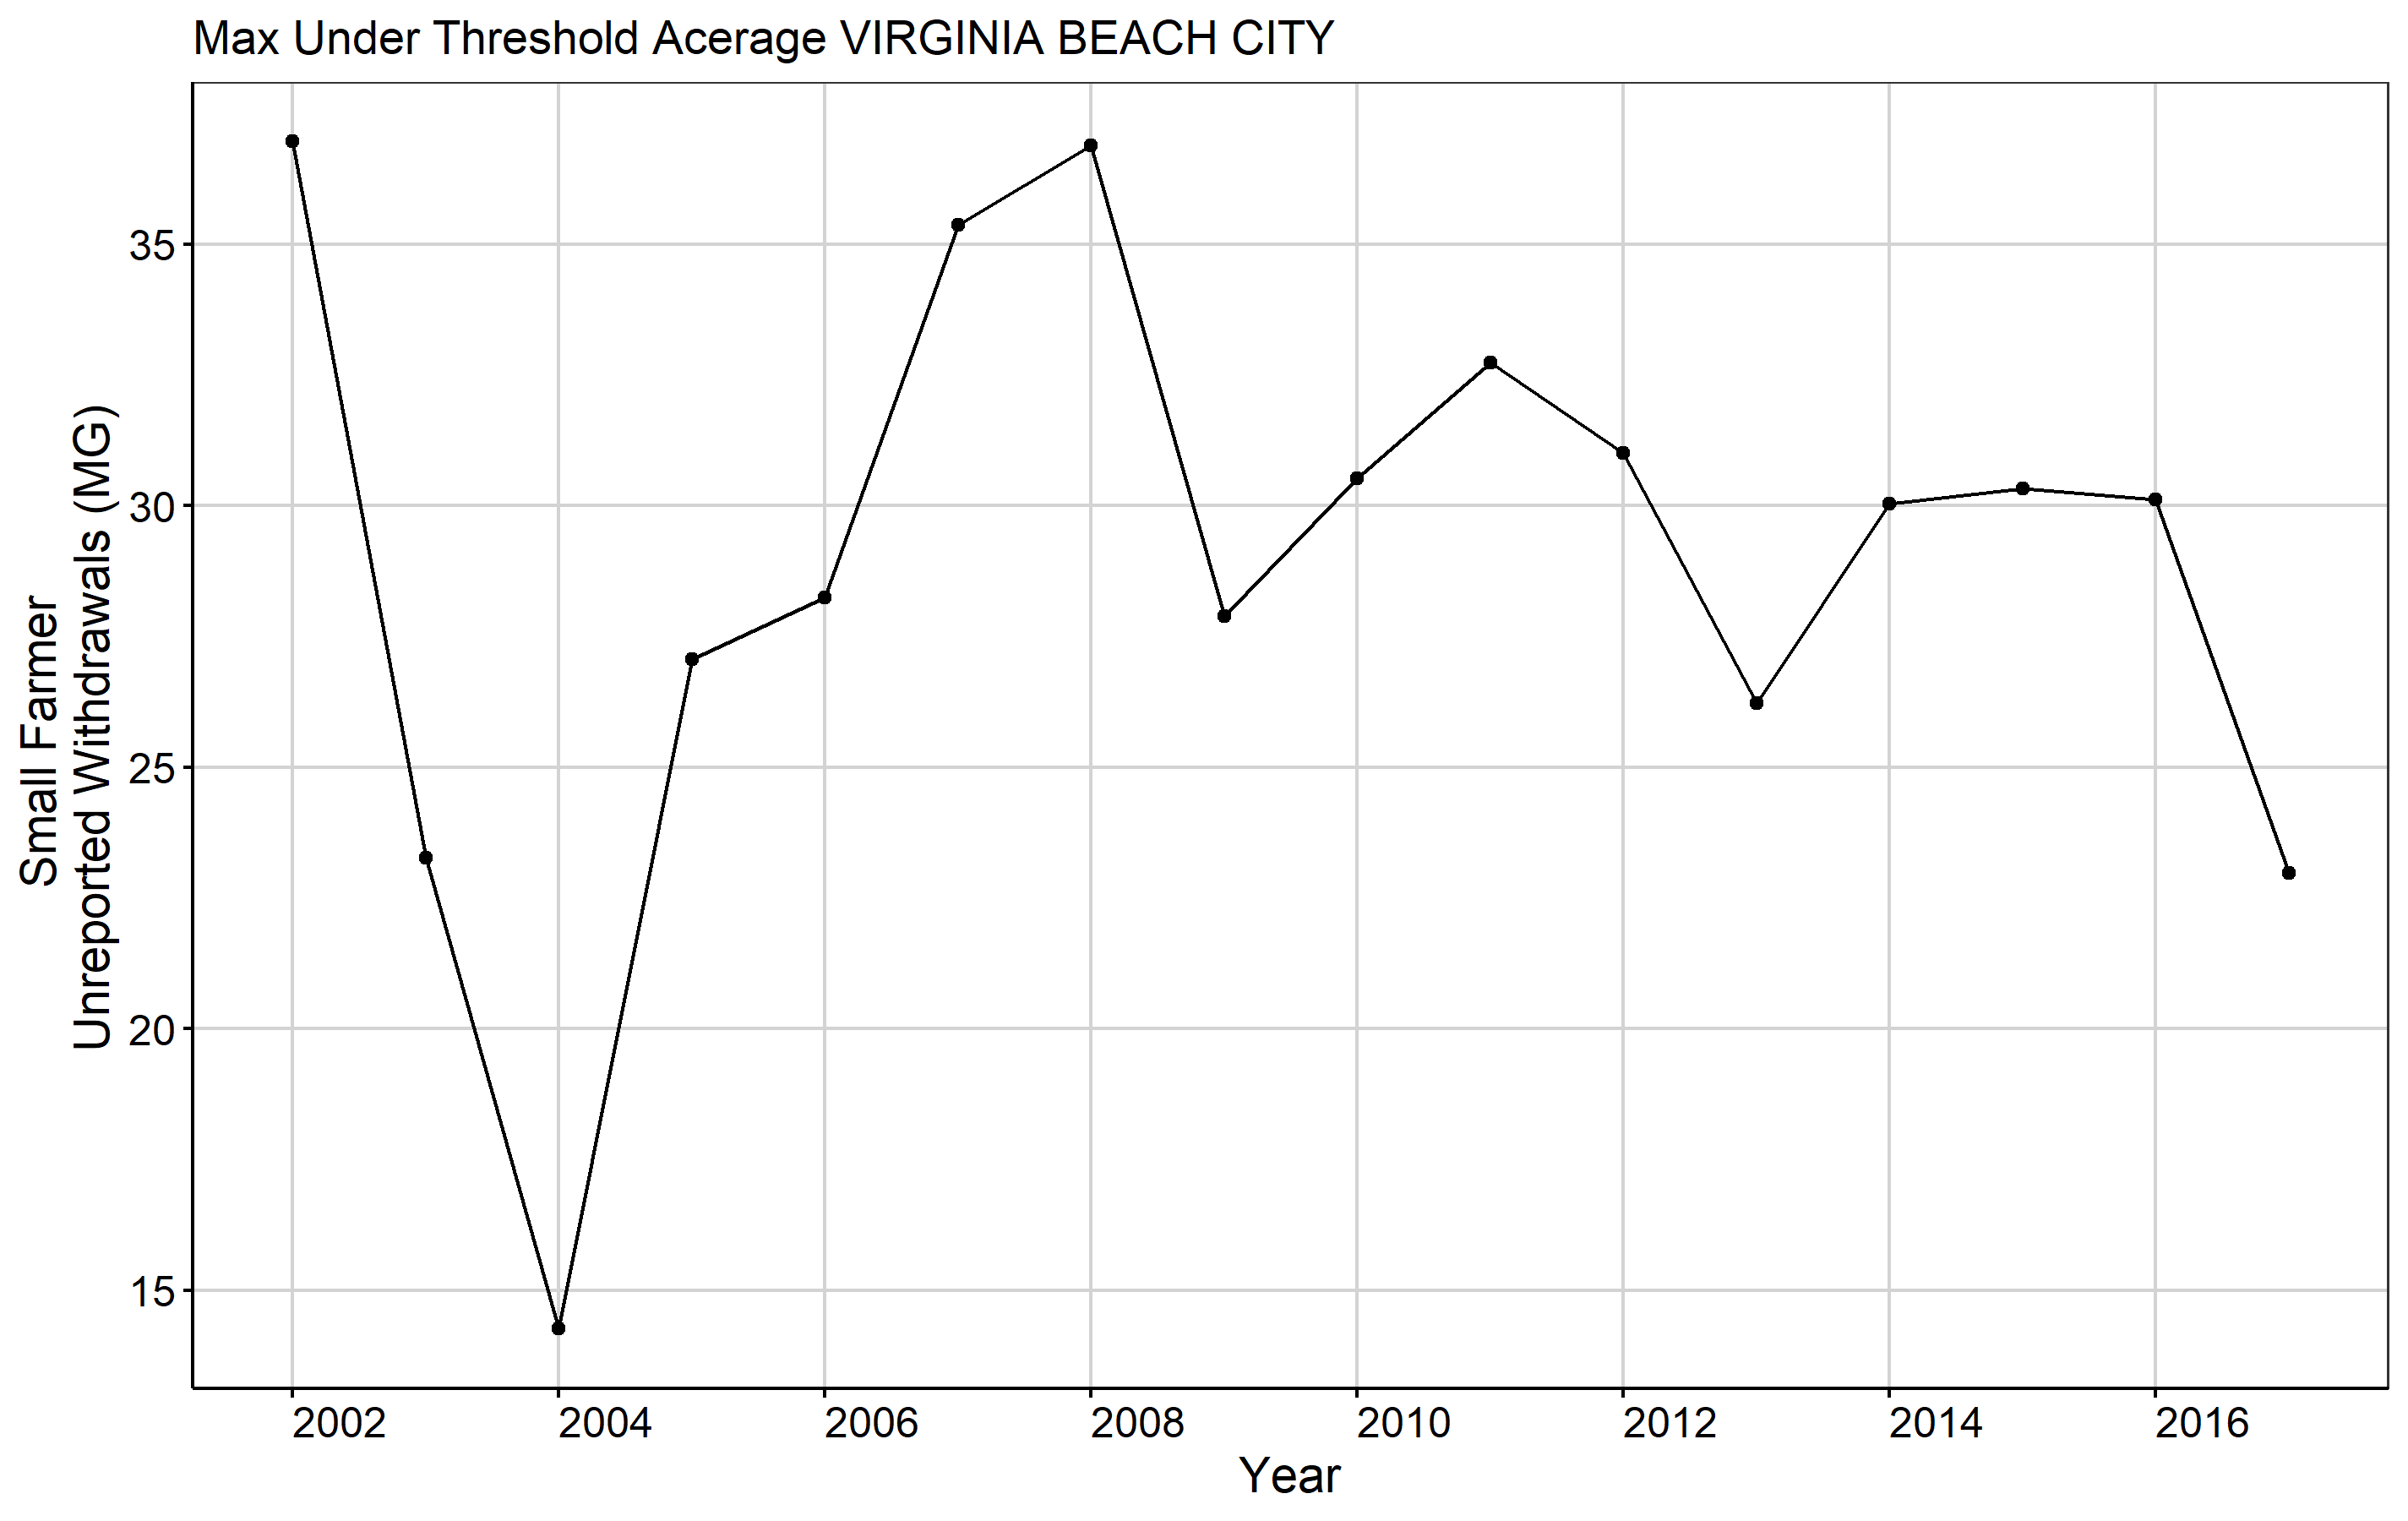 Max Under Threshold Acerage VIRGINIA BEACH CITY
Small Farmer
Unreported Withdrawals (MG)
35
30
25
20
15
2002 2004 2006 2008 2010 2012 2014 2016
Year